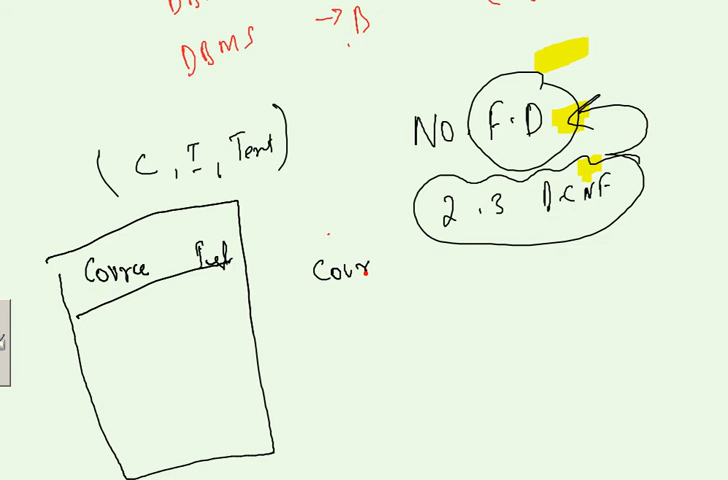 DBMS → B
NO F.D
(C, I, Text)
2, 3 BCNF
Course
Cour